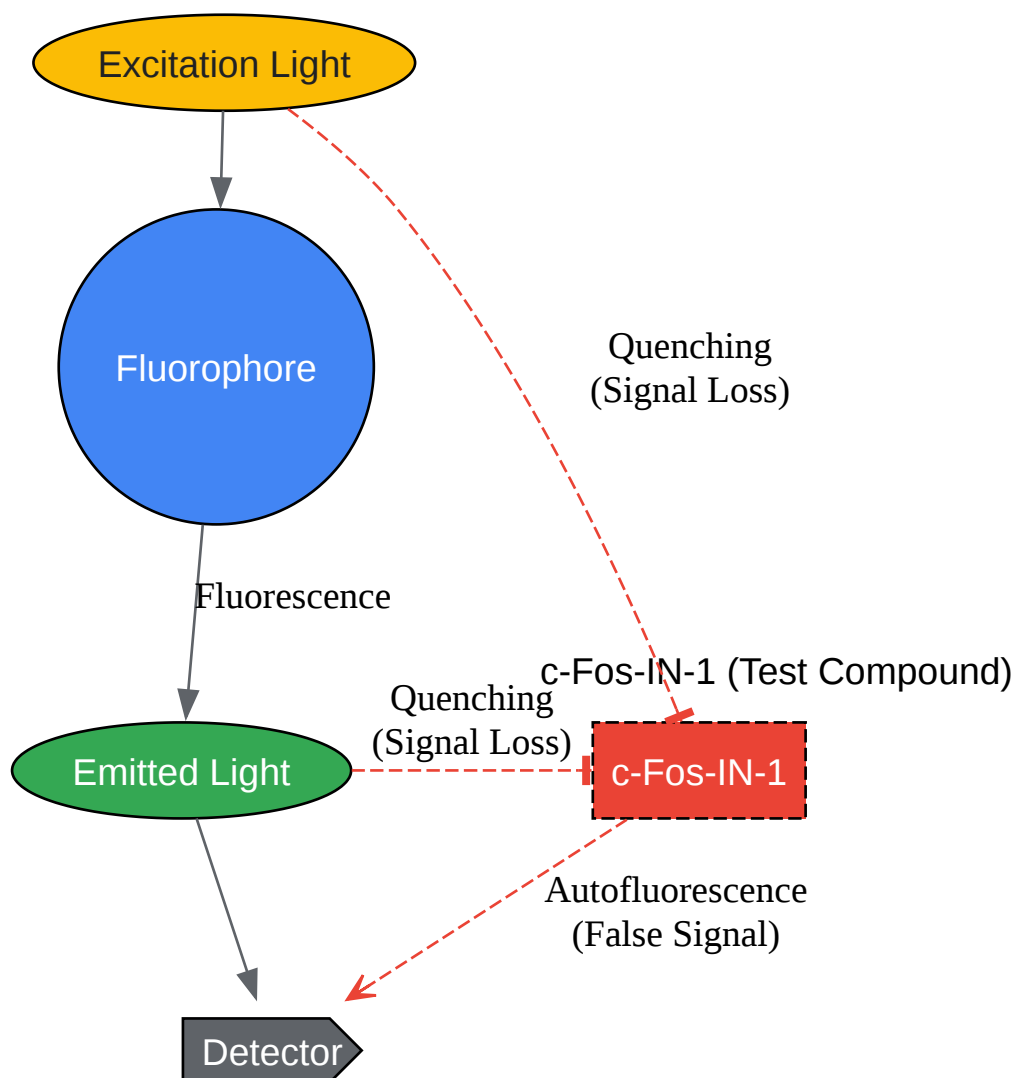 Excitation Light
Fluorophore
Quenching
(Signal Loss)
Fluorescence
c-Fos-IN-1 (Test Compound)
Quenching
(Signal Loss)
Emitted Light
c-Fos-IN-1
Autofluorescence
(False Signal)
Detector